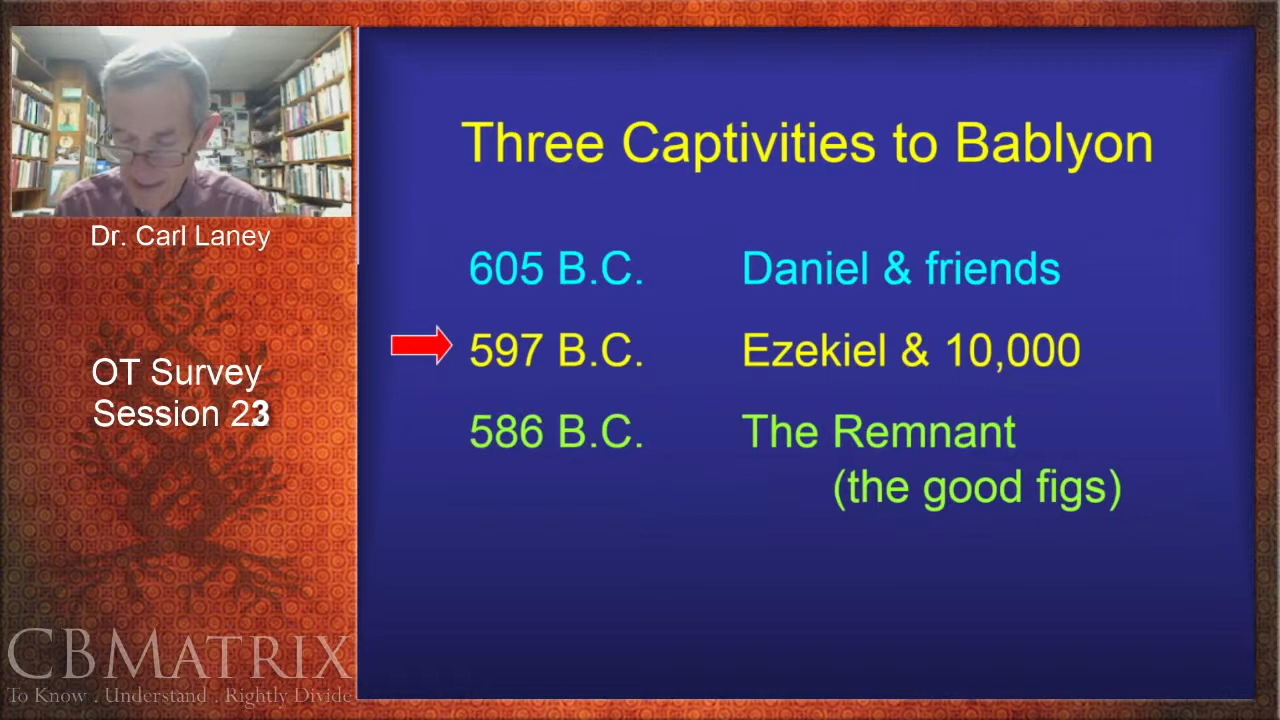 Three Captivities to Bablyon
605 B.C. Daniel & friends
597 B.C. Ezekiel & 10,000
586 B.C. The Remnant
(the good figs)
Dr. Carl Laney
OT Survey
Session 23
CBMATRIX
To Know . Understand . Rightly Divide